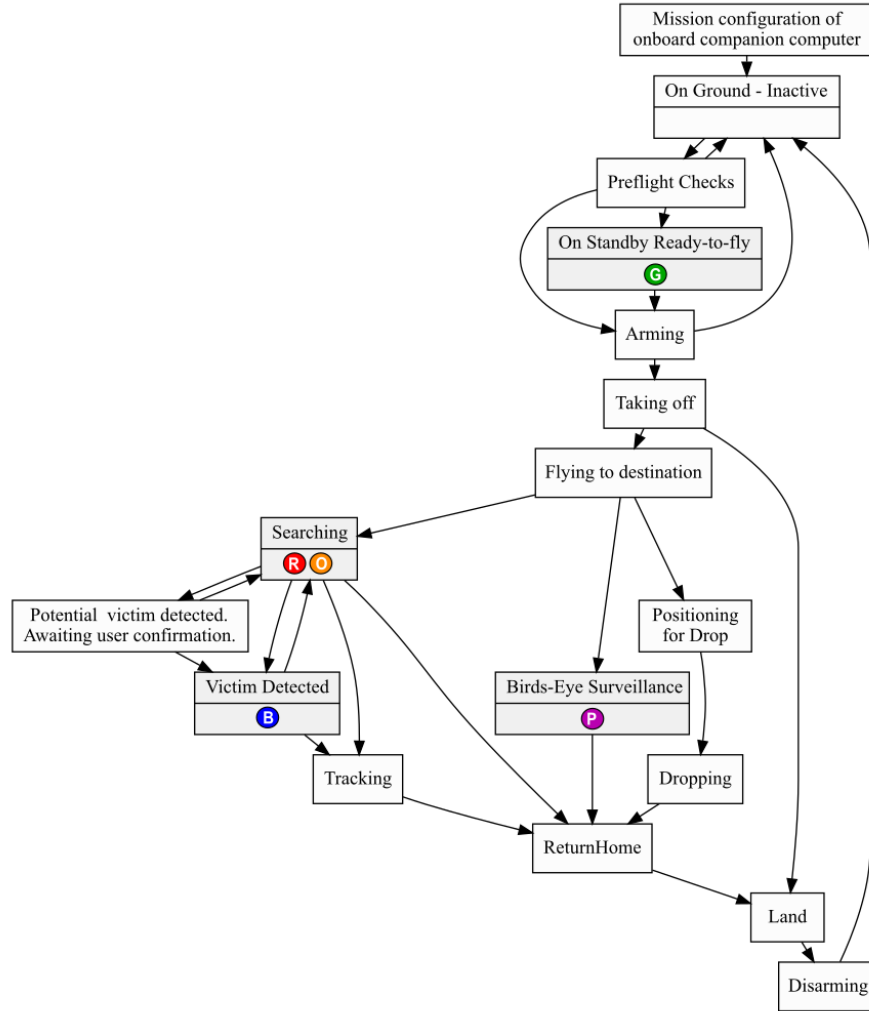 Mission configuration of
onboard companion computer
On Ground - Inactive
Preflight Checks
On Standby Ready-to-fly
G
Arming
Taking off
Flying to destination
Searching
R O
Potential victim detected.
Awaiting user confirmation.
Positioning
for Drop
Victim Detected
B
Birds-Eye Surveillance
P
Tracking
Dropping
ReturnHome
Land
Disarming